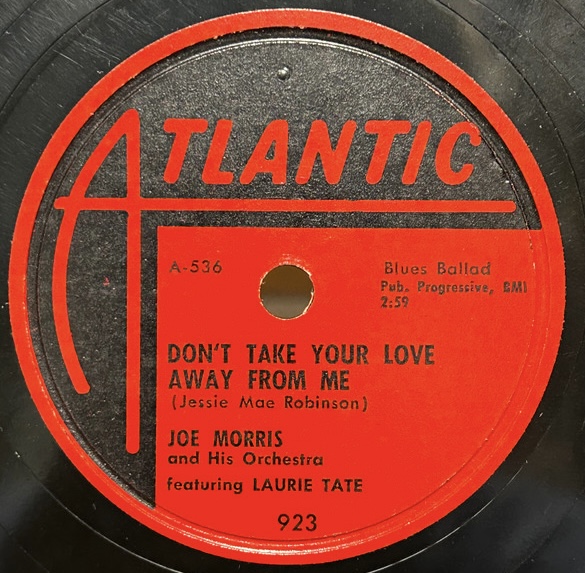 ATLANTIC
A-536
Blues Ballad
Pub. Progressive, BMI
2:59
DON'T TAKE YOUR LOVE
AWAY FROM ME
(Jessie Mae Robinson)
JOE MORRIS
and His Orchestra
featuring LAURIE TATE
923